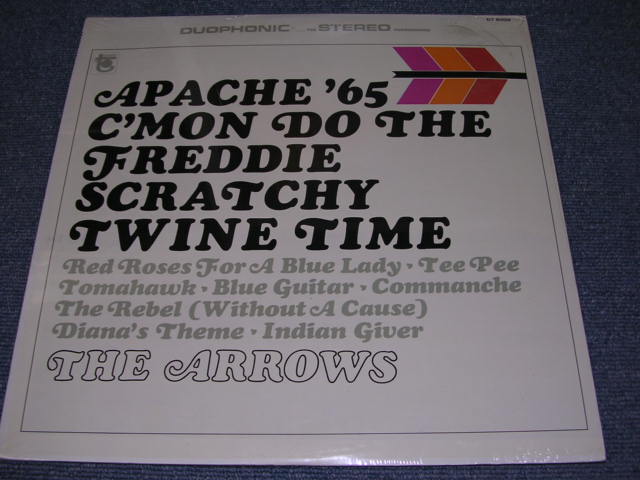 DUOPHONIC STEREO
APACHE '65
C'MON DO THE
FREDDIE
SCRATCHY
TWINE TIME
Red Roses For A Blue Lady · Tee Pee
Tomahawk · Blue Guitar · Commanche
The Rebel (Without A Cause)
Diana's Theme · Indian Giver
THE ARROWS